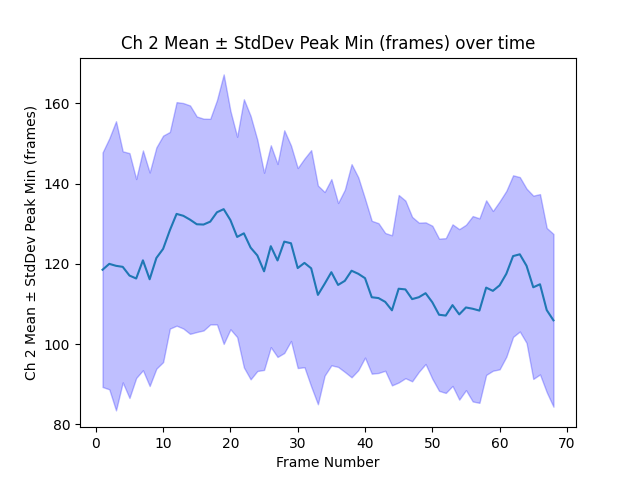 Ch 2 Mean ± StdDev Peak Min (frames) over time
Ch 2 Mean ± StdDev Peak Min (frames)
160
140
120
100
80
0 10 20 30 40 50 60 70
Frame Number